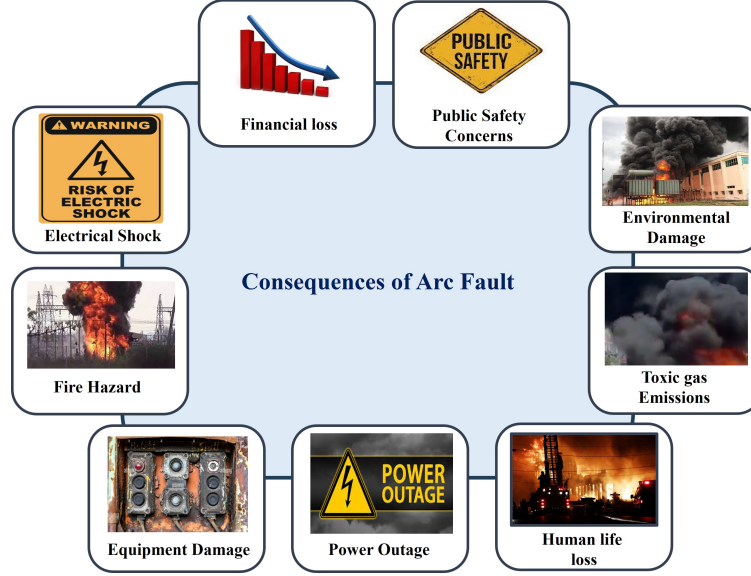 PUBLIC
SAFETY
Financial loss
Public Safety
Concerns
WARNING
RISK OF
ELECTRIC
SHOCK
Electrical Shock
Environmental
Damage
Consequences of Arc Fault
Fire Hazard
Toxic gas
Emissions
Equipment Damage
POWER
OUTAGE
Power Outage
Human life
loss